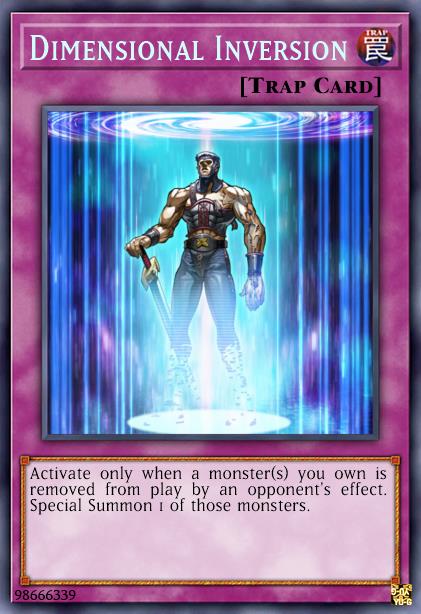 DIMENSIONAL INVERSION
TRAP
罠
[TRAP CARD]
Activate only when a monster(s) you own is
removed from play by an opponent's effect.
Special Summon 1 of those monsters.
98666339